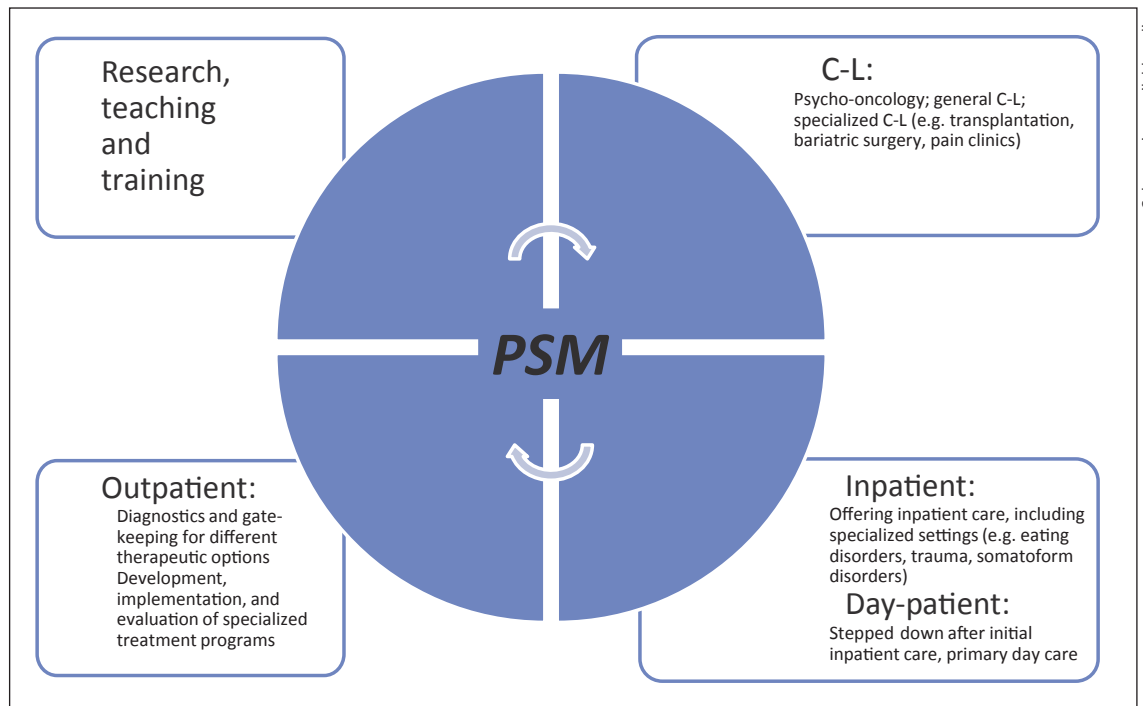 Research,
teaching
and
training
C-L:
Psycho-oncology; general C-L;
specialized C-L (e.g. transplantation,
bariatric surgery, pain clinics)
PSM
Outpatient:
Diagnostics and gate-
keeping for different
therapeutic options
Development,
implementation, and
evaluation of specialized
treatment programs
Inpatient:
Offering inpatient care, including
specialized settings (e.g. eating
disorders, trauma, somatoform
disorders)
Day-patient:
Stepped down after initial
inpatient care, primary day care